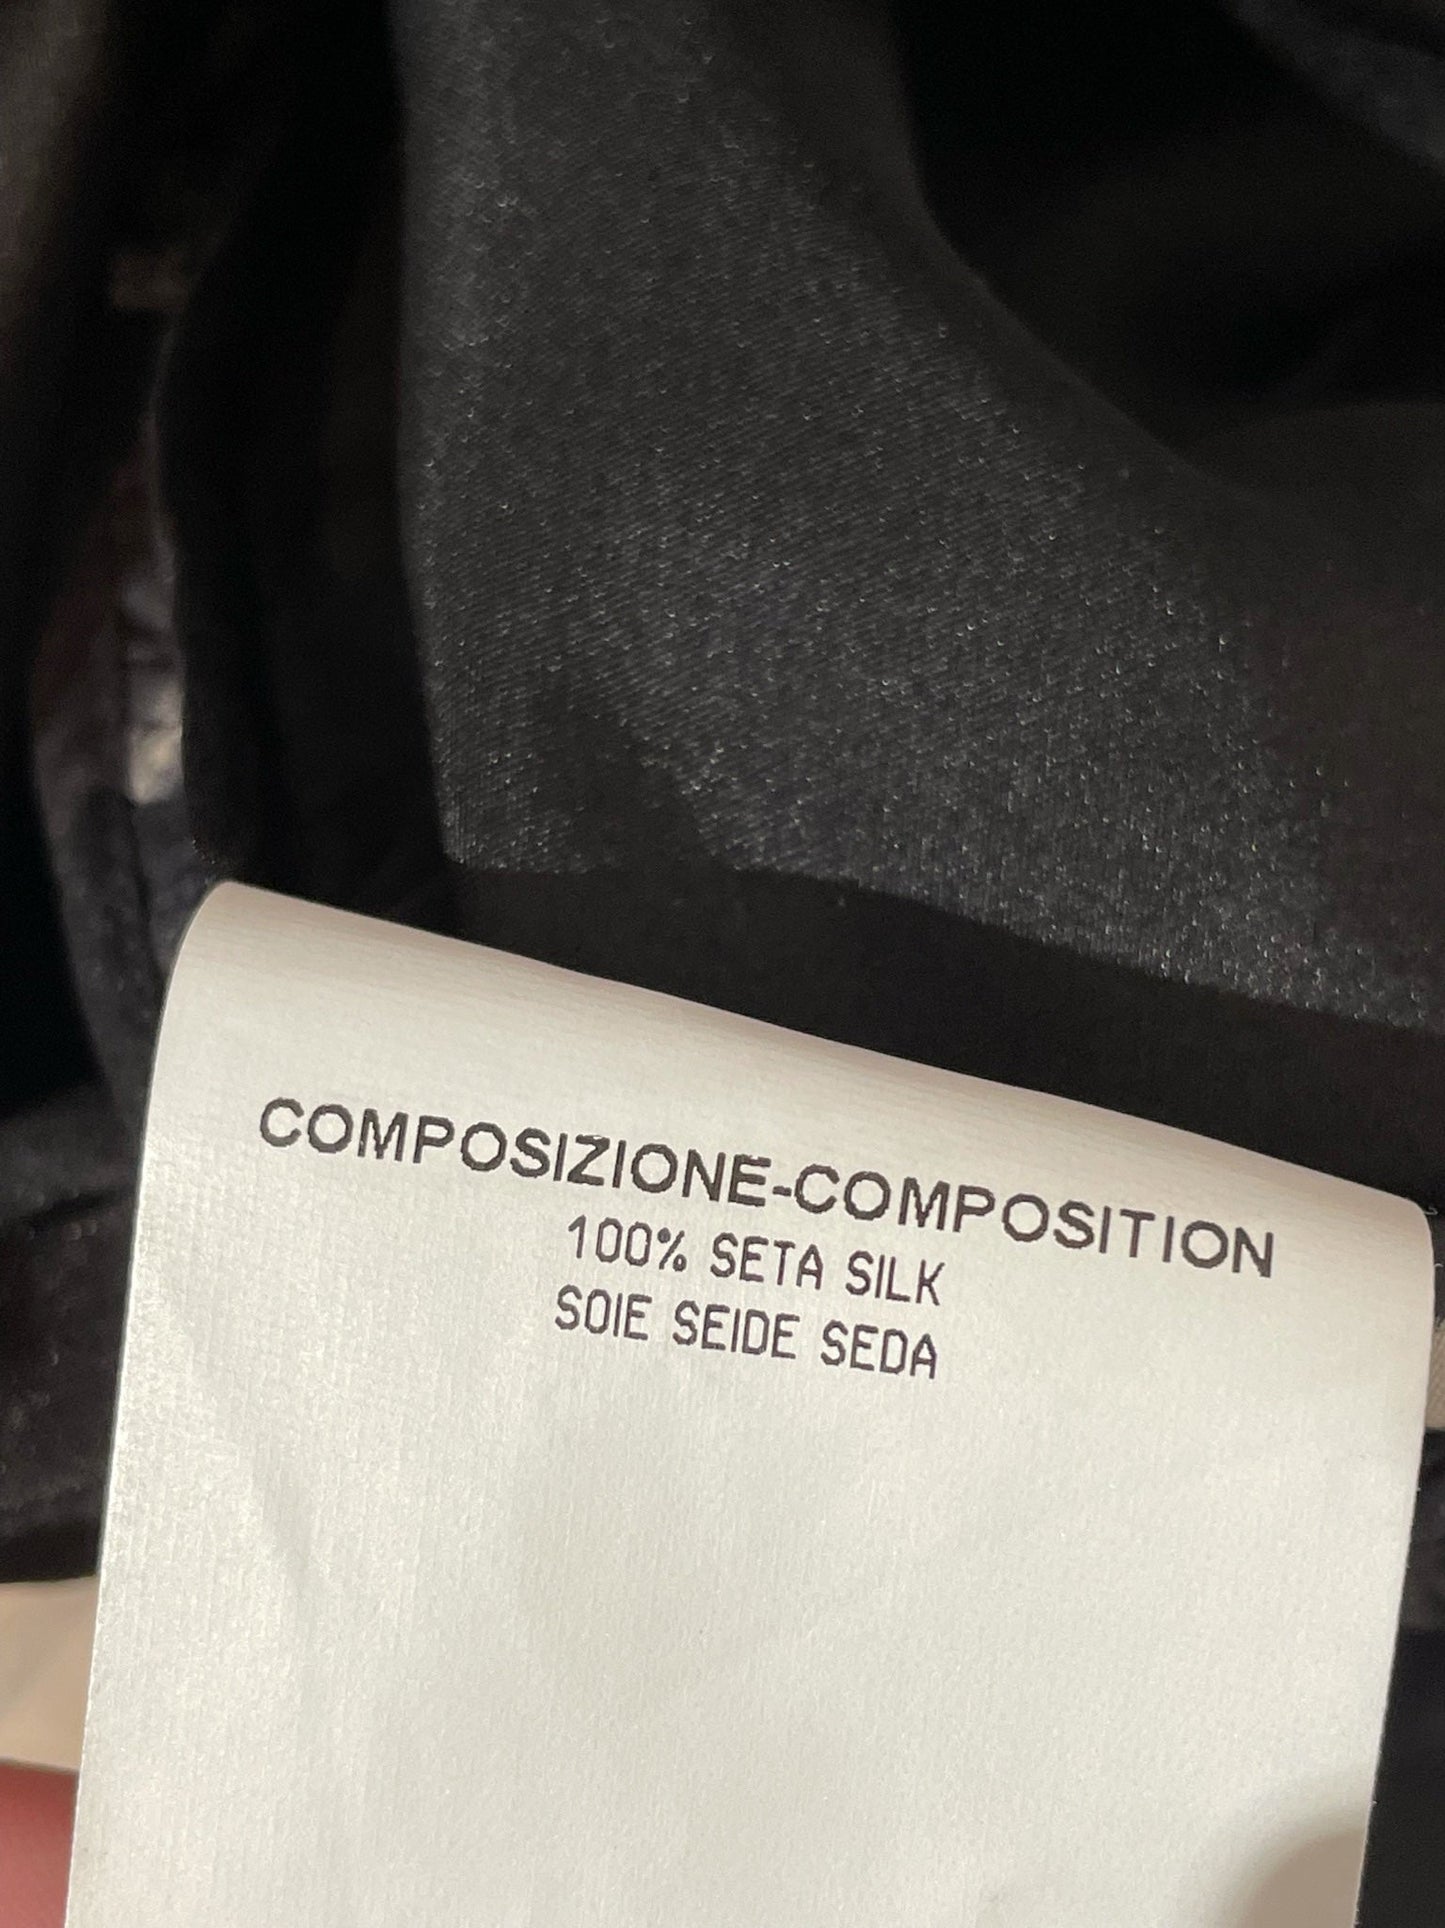 COMPOSIZIONE-COMPOSITION
100% SETA SILK
SOIE SEIDE SEDA